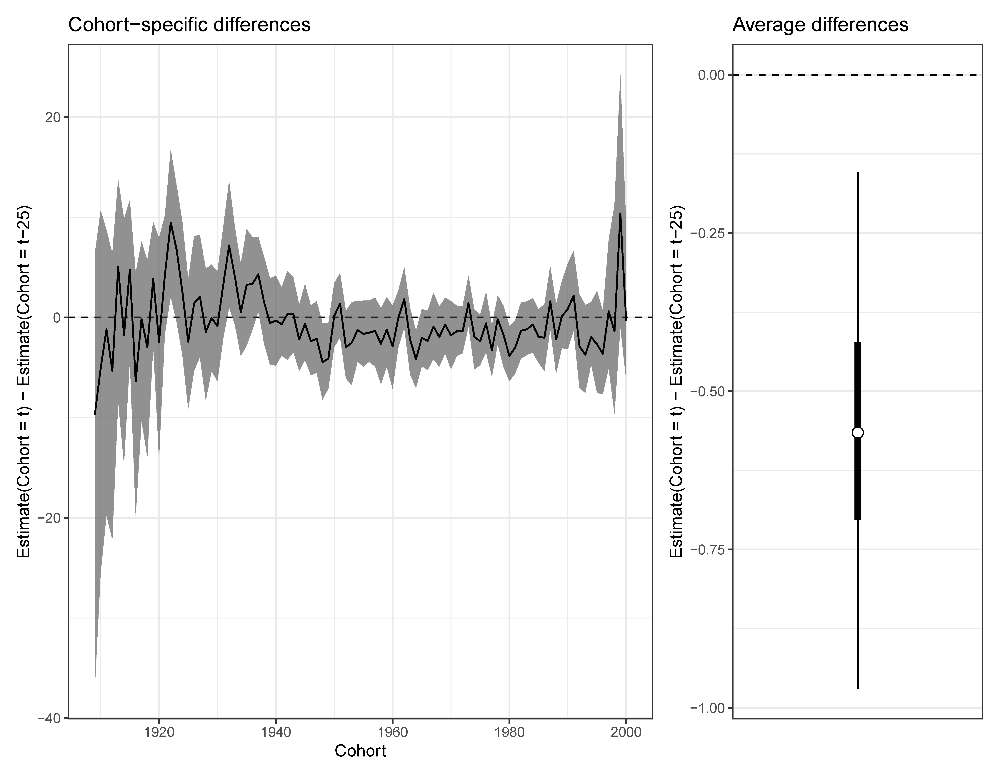 Cohort−specific differences
Estimate(Cohort = t) − Estimate(Cohort = t−25)
20
0
−20
−40
1920
1940
1960
1980
2000
Cohort
Average differences
Estimate(Cohort = t) − Estimate(Cohort = t−25)
0.00
−0.25
−0.50
−0.75
−1.00